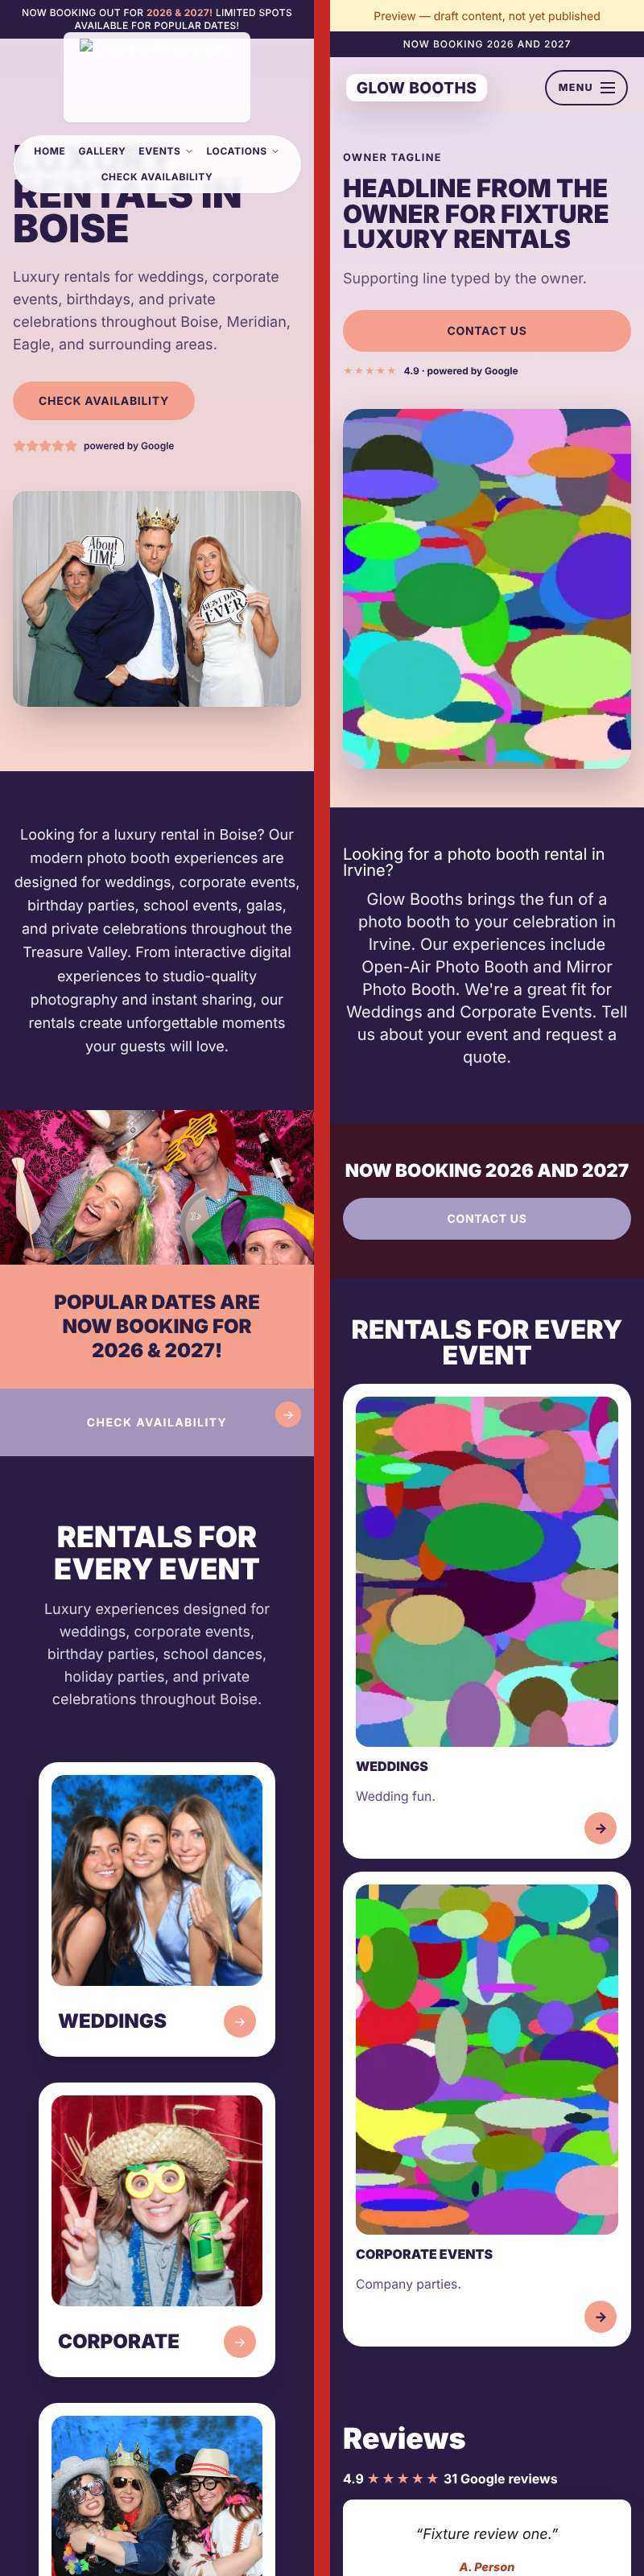 NOW BOOKING OUT FOR 2026 & 2027! LIMITED SPOTS
AVAILABLE FOR POPULAR DATES!
HOME GALLERY EVENTS LOCATIONS
CHECK AVAILABILITY
RENTALS IN
BOISE
Luxury rentals for weddings, corporate
events, birthdays, and private
celebrations throughout Boise, Meridian,
Eagle, and surrounding areas.
CHECK AVAILABILITY
powered by Google
About
TIME
BEST DAY
EVER
Looking for a luxury rental in Boise? Our
modern photo booth experiences are
designed for weddings, corporate events,
birthday parties, school events, galas,
and private celebrations throughout the
Treasure Valley. From interactive digital
experiences to studio-quality
photography and instant sharing, our
rentals create unforgettable moments
your guests will love.
POPULAR DATES ARE
NOW BOOKING FOR
2026 & 2027!
CHECK AVAILABILITY
RENTALS FOR
EVERY EVENT
Luxury experiences designed for
weddings, corporate events,
birthday parties, school dances,
holiday parties, and private
celebrations throughout Boise.
WEDDINGS
CORPORATE
Preview — draft content, not yet published
NOW BOOKING 2026 AND 2027
GLOW BOOTHS
MENU
OWNER TAGLINE
HEADLINE FROM THE
OWNER FOR FIXTURE
LUXURY RENTALS
Supporting line typed by the owner.
CONTACT US
★★★★★ 4.9 · powered by Google
Looking for a photo booth rental in
Irvine?
Glow Booths brings the fun of a
photo booth to your celebration in
Irvine. Our experiences include
Open-Air Photo Booth and Mirror
Photo Booth. We're a great fit for
Weddings and Corporate Events. Tell
us about your event and request a
quote.
NOW BOOKING 2026 AND 2027
CONTACT US
RENTALS FOR EVERY
EVENT
WEDDINGS
Wedding fun.
CORPORATE EVENTS
Company parties.
Reviews
4.9 ★★★★★ 31 Google reviews
“Fixture review one.”
A. Person